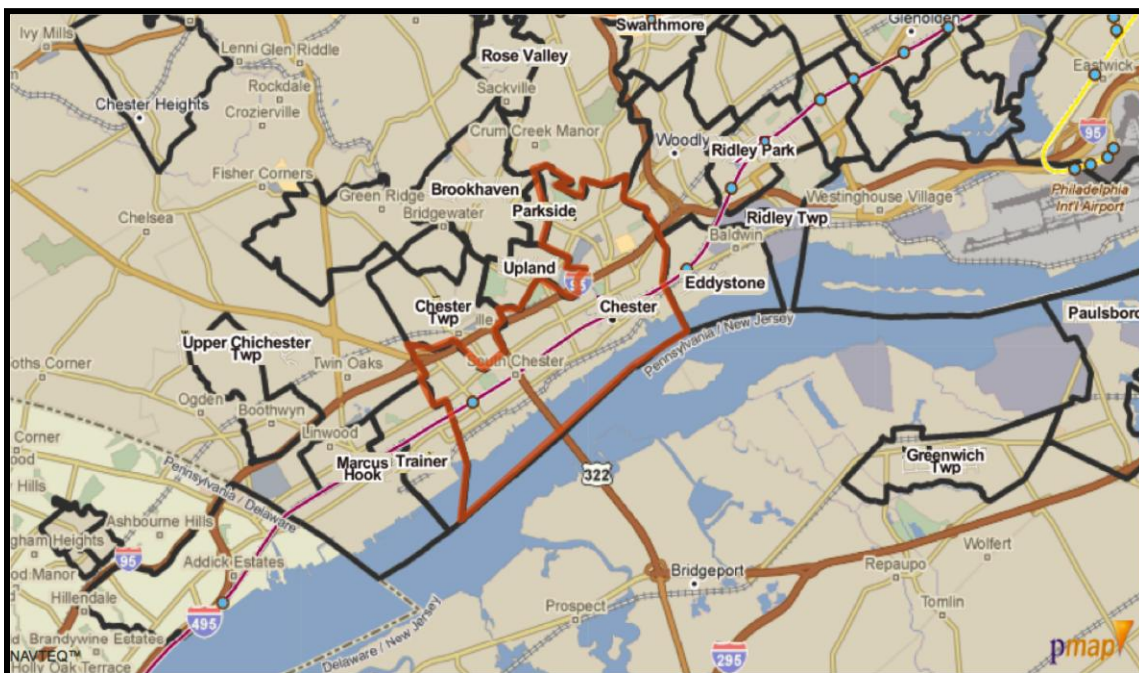 Ivy Mills
Lenni
Glen Riddle
Rose Valley
Swarthmore
Glenolden
Eastwick
Rockdale
Sackville
Chester Heights
Crozierville
Crum Creek Manor
Woodly
Ridley Park
95
Fisher Corners
Green Ridge
Brookhaven
Westinghouse Village
Philadelphia
Int'l Airport
Chelsea
Bridgewater
Parkside
Ridley Twp
Baldwin
Upland
95
Eddystone
Chester
Twp
ville
Chester
Paulsboro
Upper Chichester
Twp
Pennsylvania / New Jersey
oths Corner
Twin Oaks
South Chester
Ogden
Boothwyn
Corner
Linwood
Marcus
Hook
Trainer
Greenwich
Twp
Pennsylvania / Delaware
322
Hills
Ashbourne Hills
gham Heights
95
Addick Estates
Wolfert
Repaupo
Bridgeport
od Manor
Hillendale
Prospect
Tomlin
495
Brandywine Estates
Delaware / New Jersey
NAVTEQ™
Holly Oak Terrace
295
pmap